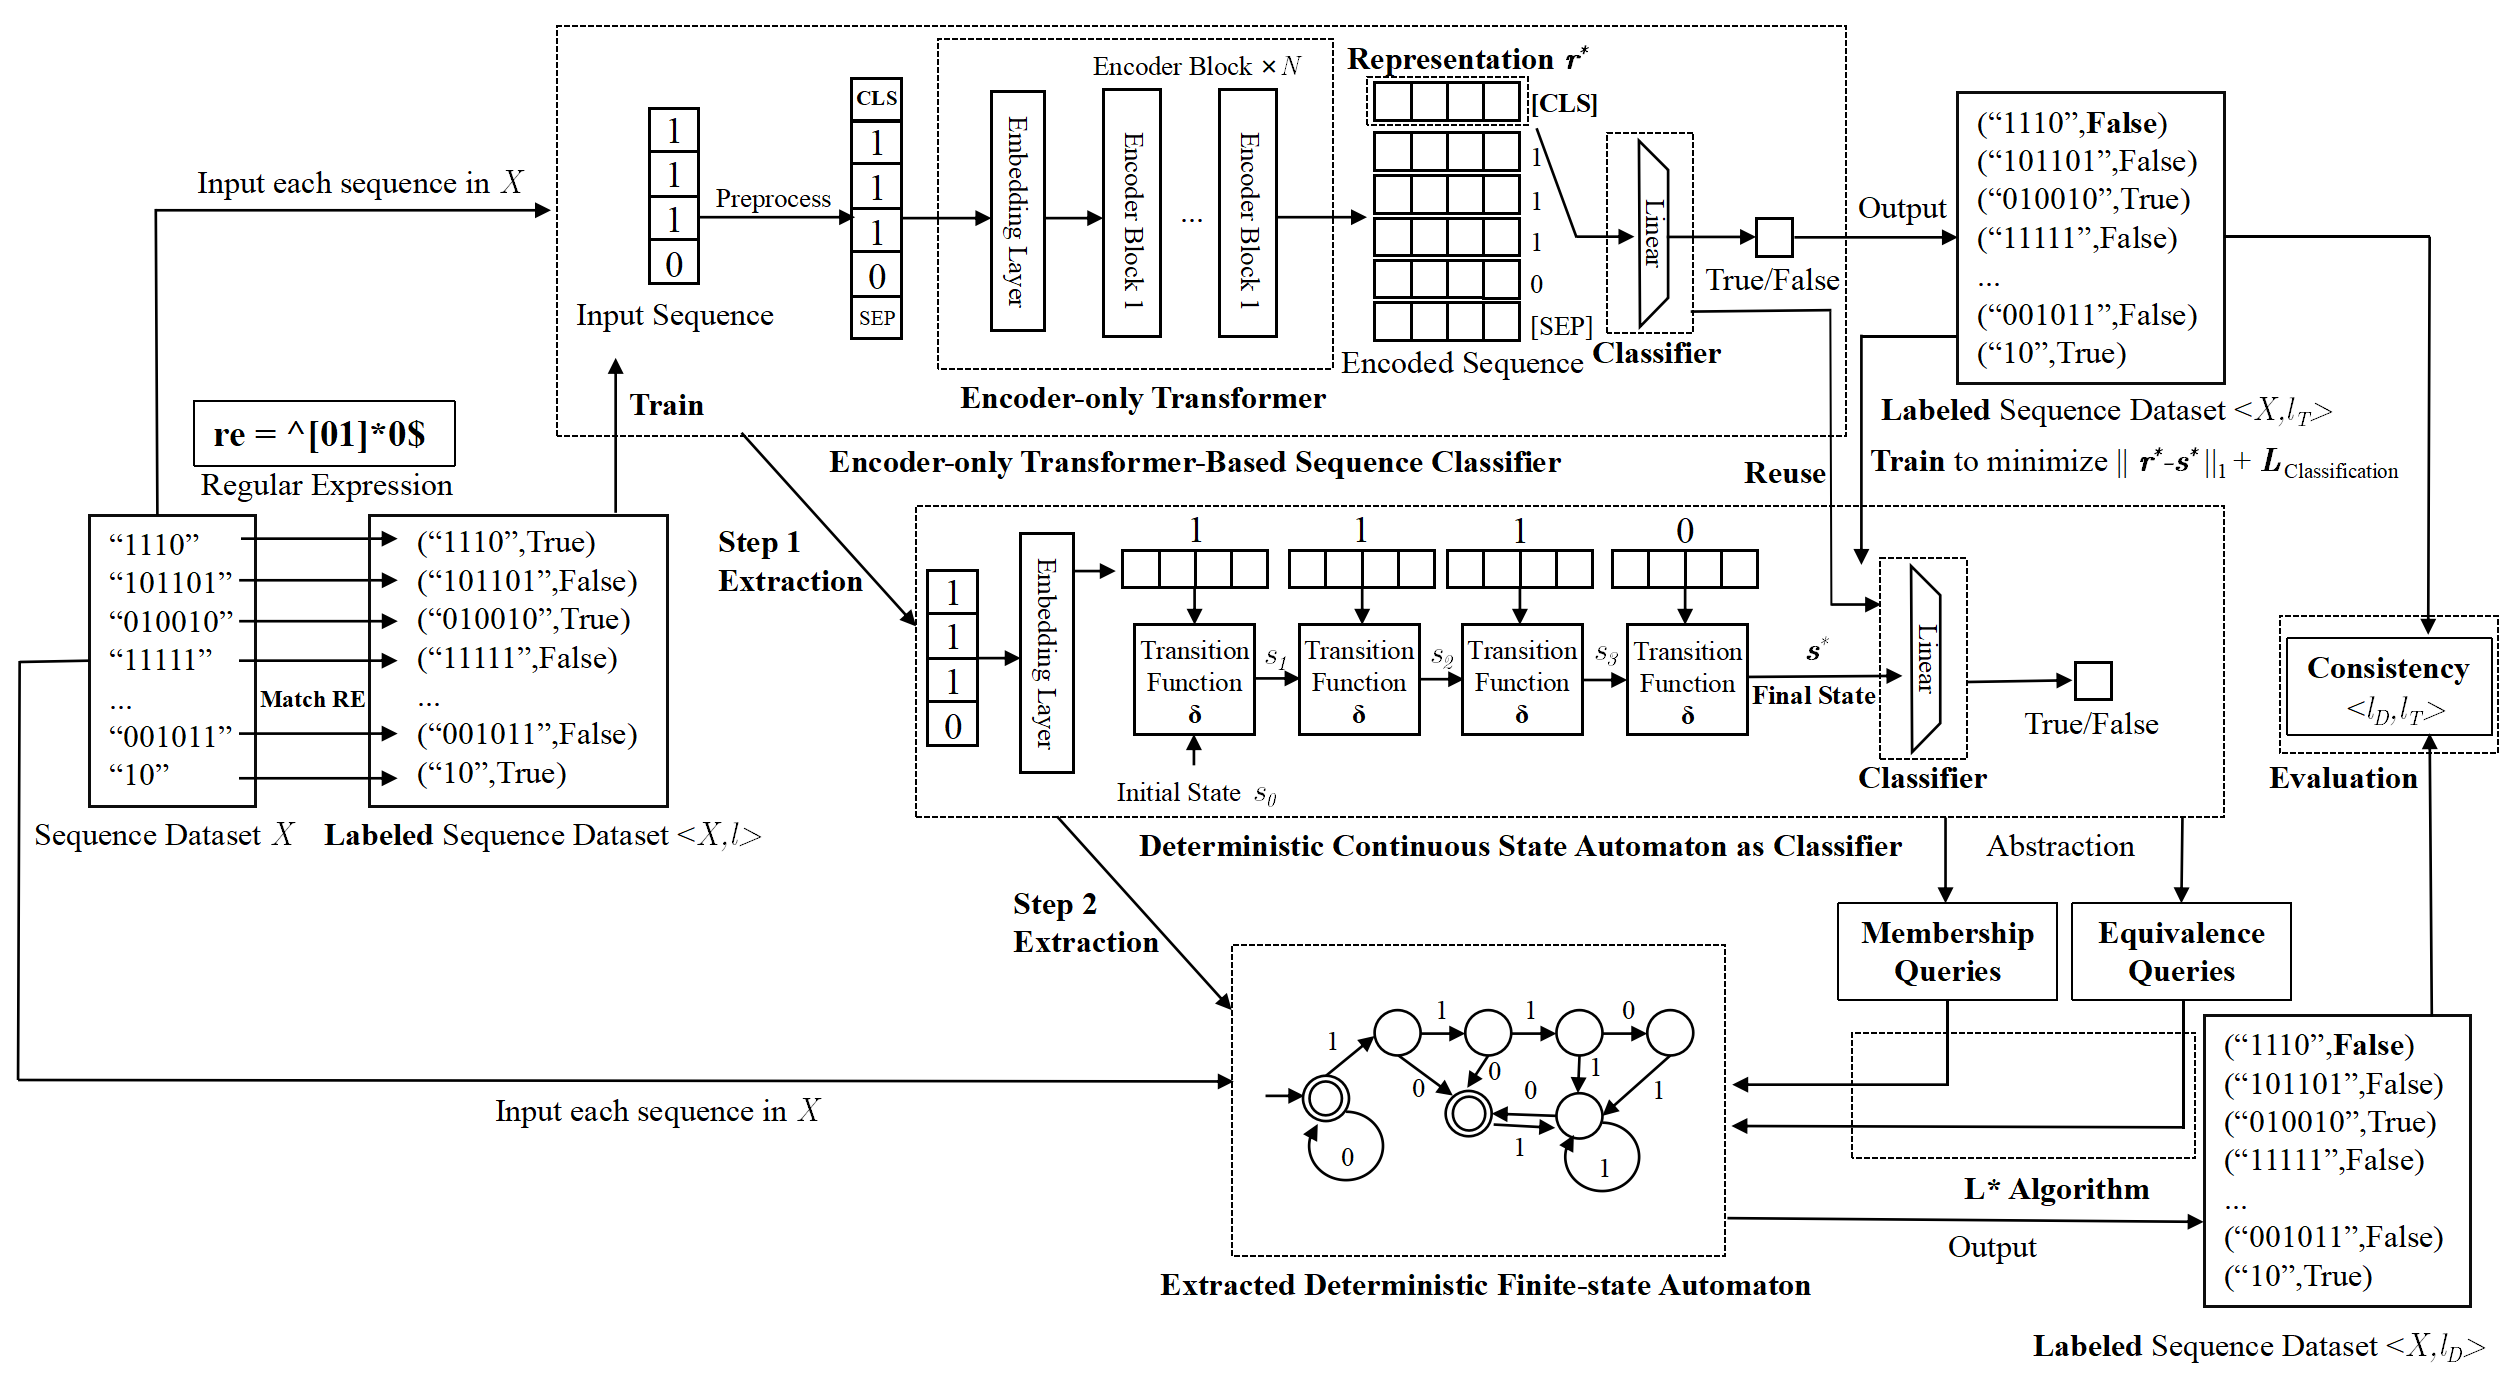 Input each sequence in X
re = ^[01]*0$
Regular Expression
“1110”
“101101”
“010010”
“11111”
...
“001011”
“10”
Sequence Dataset X
Match RE
(“1110”,True)
(“101101”,False)
(“010010”,True)
(“11111”,False)
...
(“001011”,False)
(“10”,True)
Labeled Sequence Dataset <X,l>
Train
1
1
1
0
Input Sequence
Preprocess
CLS
1
1
1
0
SEP
Encoder Block ×N
Embedding Layer
Encoder Block 1
...
Encoder Block 1
Encoder-only Transformer
Representation r*
[CLS]
1
1
1
0
[SEP]
Encoded Sequence
Linear
Classifier
True/False
Encoder-only Transformer-Based Sequence Classifier
Output
(“1110”,False)
(“101101”,False)
(“010010”,True)
(“11111”,False)
...
(“001011”,False)
(“10”,True)
Labeled Sequence Dataset <X,l_T>
Train to minimize || r*-s* ||1 + L Classification
Reuse
Step 1
Extraction
1
1
1
0
Embedding Layer
1
1
1
0
Transition
Function
δ
s1
Transition
Function
δ
s2
Transition
Function
δ
s3
Transition
Function
δ
Initial State s0
s*
Final State
Linear
Classifier
True/False
Deterministic Continuous State Automaton as Classifier
Abstraction
Membership
Queries
Equivalence
Queries
Consistency
<l_D,l_T>
Evaluation
Step 2
Extraction
Input each sequence in X
1
1
1
0
0
0
1
1
0
1
0
1
L* Algorithm
Output
Extracted Deterministic Finite-state Automaton
(“1110”,False)
(“101101”,False)
(“010010”,True)
(“11111”,False)
...
(“001011”,False)
(“10”,True)
Labeled Sequence Dataset <X,l_D>